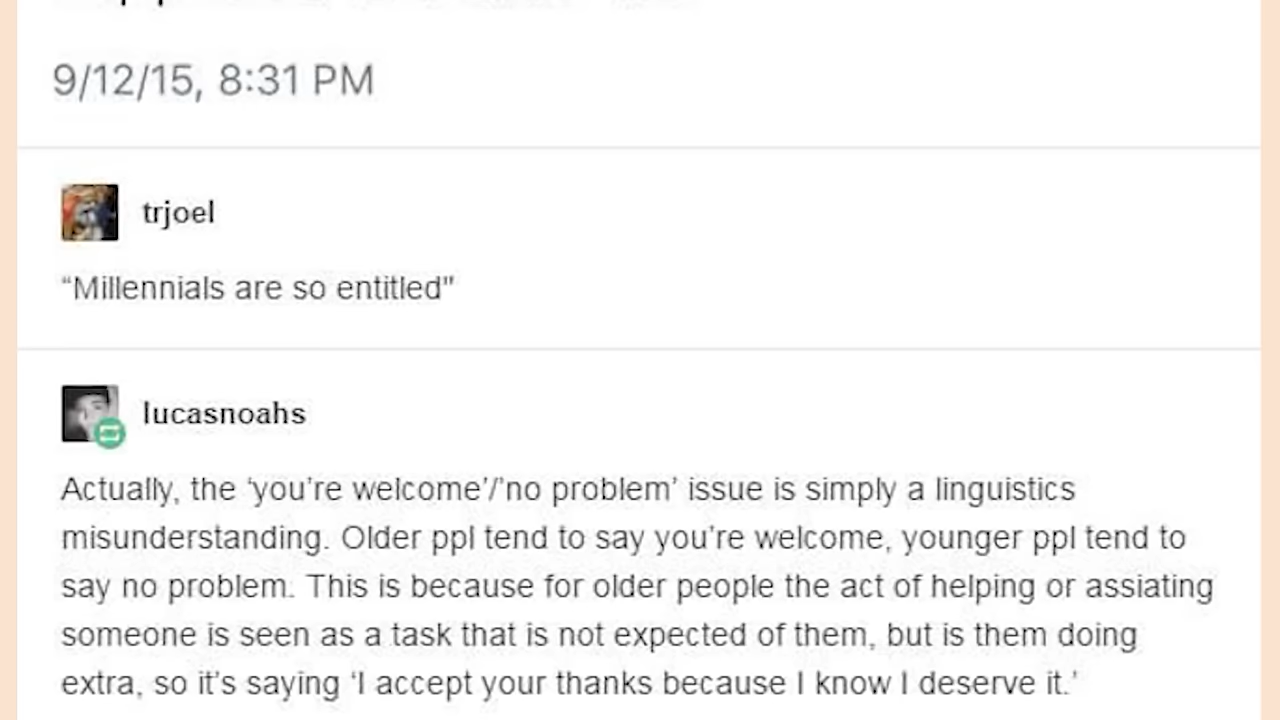 9/12/15, 8:31 PM
trjoel
“Millennials are so entitled”
lucasnoahs
Actually, the ‘you’re welcome’/’no problem’ issue is simply a linguistics
misunderstanding. Older ppl tend to say you’re welcome, younger ppl tend to
say no problem. This is because for older people the act of helping or assiating
someone is seen as a task that is not expected of them, but is them doing
extra, so it’s saying ‘I accept your thanks because I know I deserve it.’